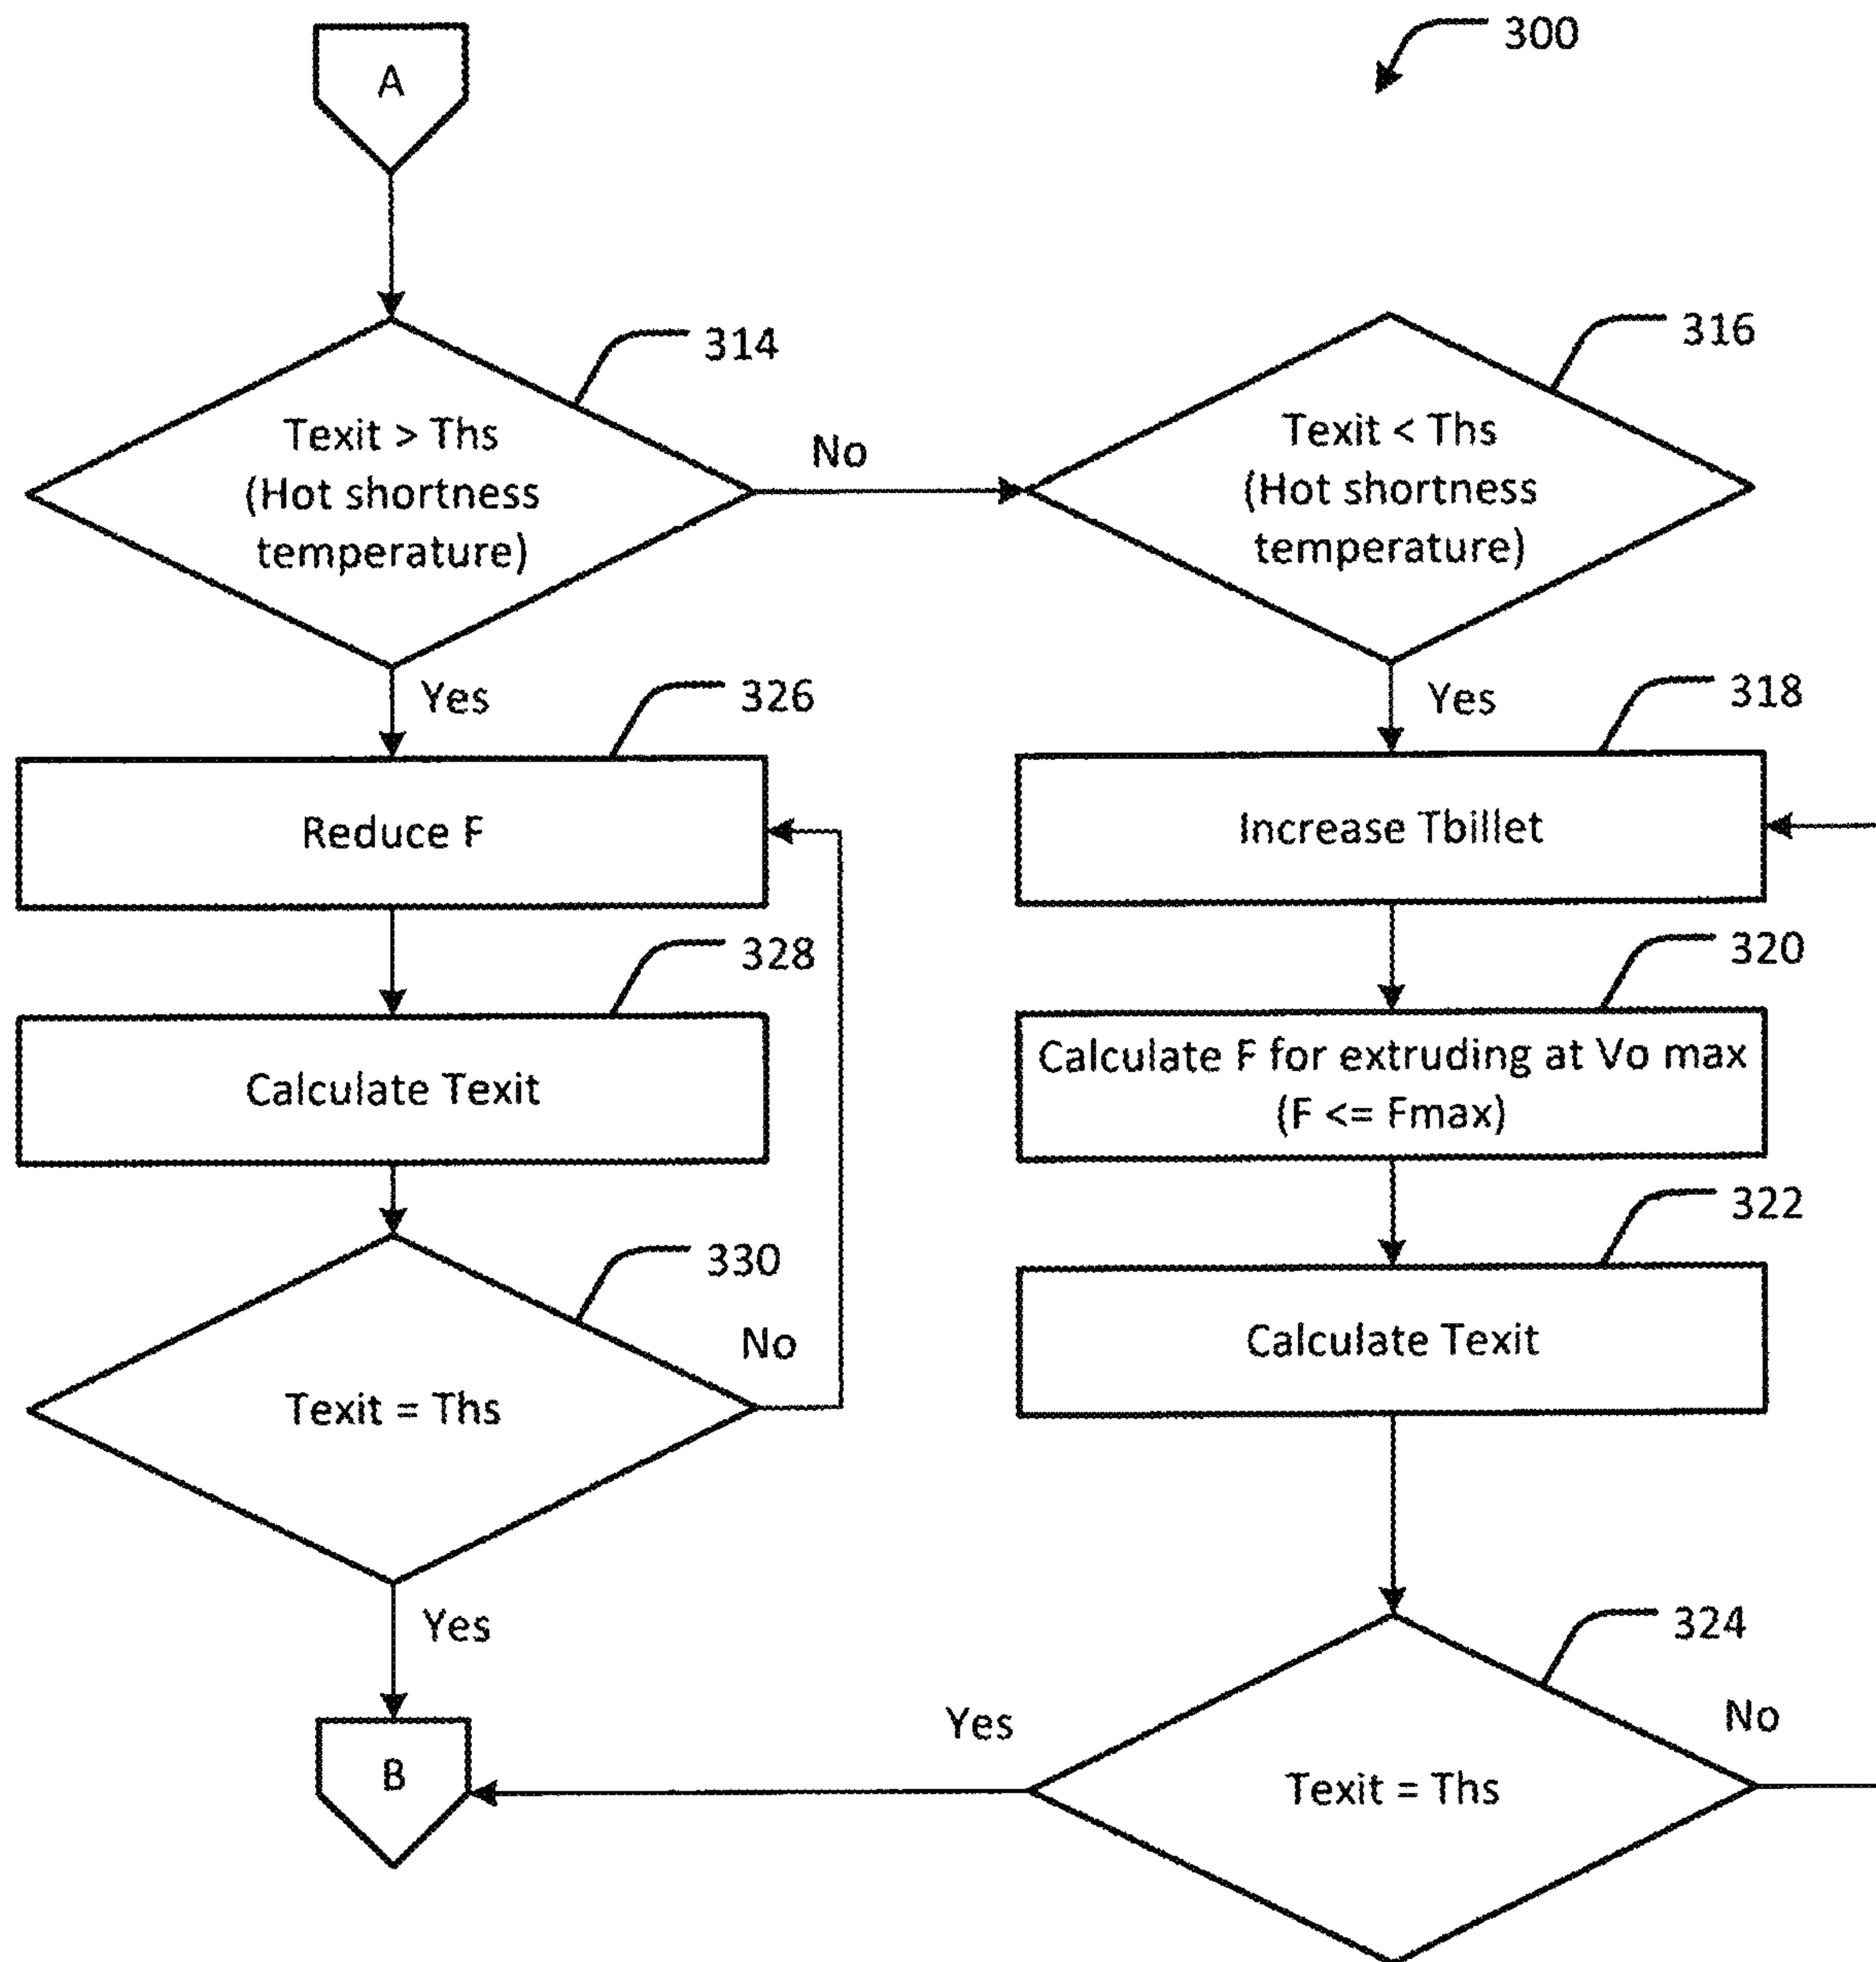 300
A
314
316
Texit > Ths
(Hot shortness
temperature)
No
Texit < Ths
(Hot shortness
temperature)
Yes
326
Yes
318
Reduce F
Increase Tbillet
328
320
Calculate Texit
Calculate F for extruding at Vo max
(F <= Fmax)
322
330
No
Calculate Texit
Texit = Ths
Yes
324
Yes
No
B
Texit = Ths